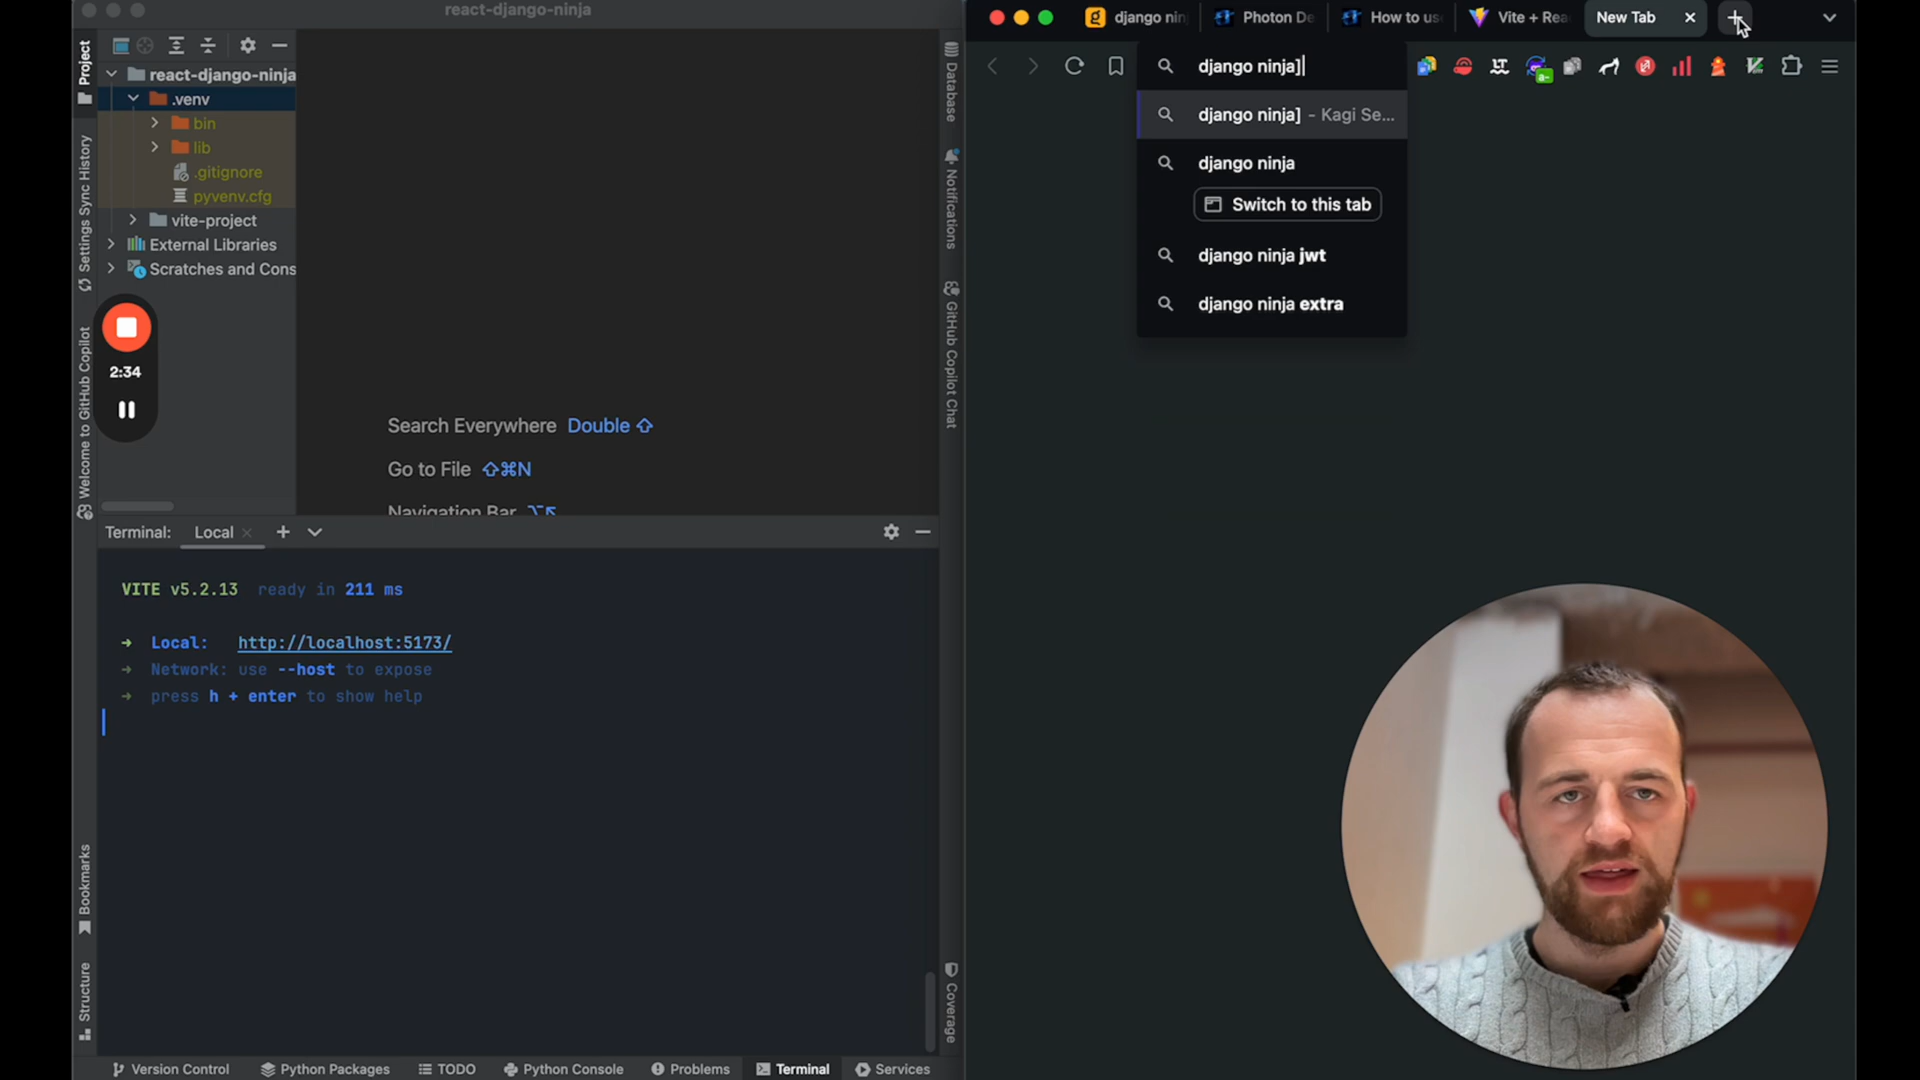 react-django-ninja
Project
react-django-ninja
.venv
bin
lib
.gitignore
pyvenv.cfg
vite-project
External Libraries
Scratches and Cons
Settings Sync History
Welcome to GitHub Copilot
2:34
Search Everywhere Double ⇧
Go to File ⇧⌘N
Navigation Bar ⌥↖
Database
Notifications
GitHub Copilot Chat
Terminal: Local
VITE v5.2.13 ready in 211 ms
➜ Local: http://localhost:5173/
➜ Network: use --host to expose
➜ press h + enter to show help
Bookmarks
Structure
Coverage
Version Control Python Packages TODO Python Console Problems Terminal Services
django nin Photon De How to us Vite + Rea New Tab
django ninja]
a-
django ninja] - Kagi Se...
django ninja
Switch to this tab
django ninja jwt
django ninja extra